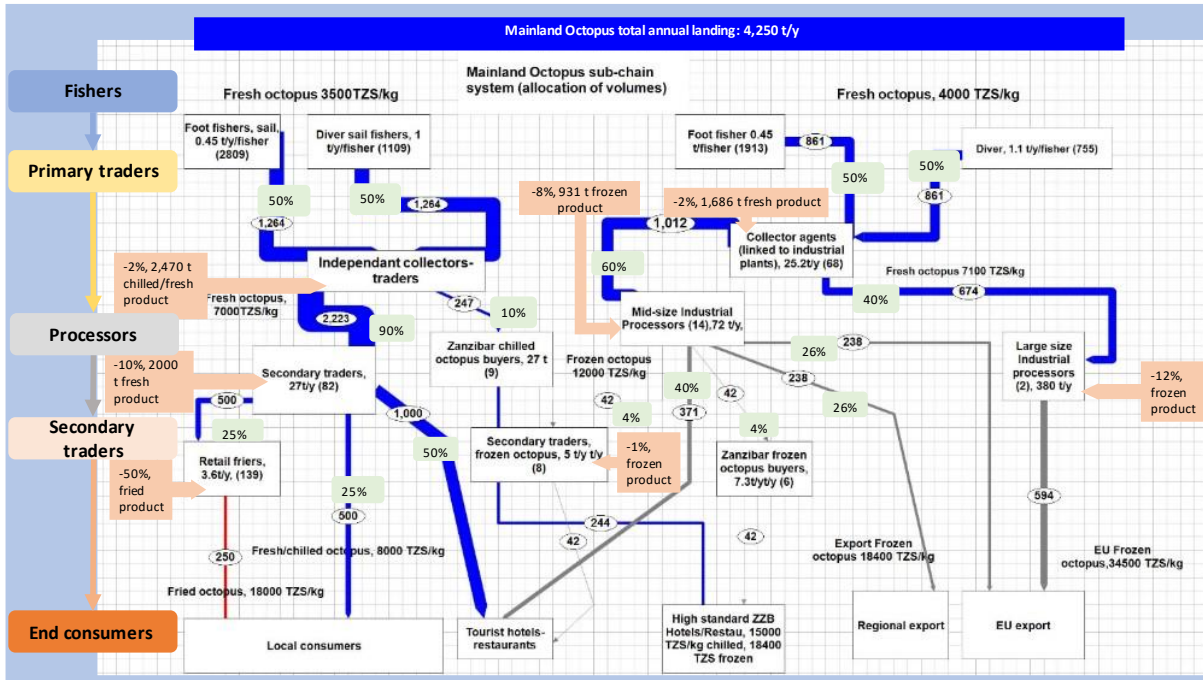 Mainland Octopus total annual landing: 4,250 t/y
Mainland Octopus sub-chain
system (allocation of volumes)
Fishers
Fresh octopus 3500TZS/kg
Fresh octopus, 4000 TZS/kg
Foot fishers, sail,
0.45 t/y/fisher
(2809)
Diver sail fishers, 1
t/y/fisher (1109)
Foot fisher 0.45
t/fisher (1913)
861
Diver, 1.1 t/y/fisher (755)
Primary traders
50%
50%
50%
50%
-8%, 931 t frozen
product
-2%, 1,686 t fresh product
861
1,264
1,264
1,012
Collector agents
(linked to industrial
plants), 25.2t/y (68)
Independant collectors-
traders
-2%, 2,470 t
chilled/fresh
product
60%
Fresh octopus 7100 TZS/kg
674
40%
Fresh octopus,
7000TZS/kg
247
10%
2,223
90%
Mid-size Industrial
Processors (14),72 t/y,
Processors
Zanzibar chilled
octopus buyers, 27 t
(9)
Frozen octopus
12000 TZS/kg
26%
238
Large size
Industrial
processors
(2), 380 t/y
-10%, 2000
t fresh
product
Secondary traders,
27t/y (82)
238
26%
-12%,
frozen
product
500
1,000
42
40%
371
42
4%
4%
Secondary
traders
25%
50%
Secondary traders,
frozen octopus, 5 t/y t/y
(8)
-1%,
frozen
product
Zanzibar frozen
octopus buyers,
7.3t/yt/y (6)
Retail friers,
3.6t/y, (139)
-50%,
fried
product
25%
500
594
244
42
42
250
Fresh/chilled octopus, 8000 TZS/kg
Export Frozen
octopus 18400 TZS/kg
EU Frozen
octopus,34500 TZS/kg
Fried octopus, 18000 TZS/kg
End consumers
Local consumers
Tourist hotels-
restaurants
High standard ZZB
Hotels/Restau, 15000
TZS/kg chilled, 18400
TZS frozen
Regional export
EU export